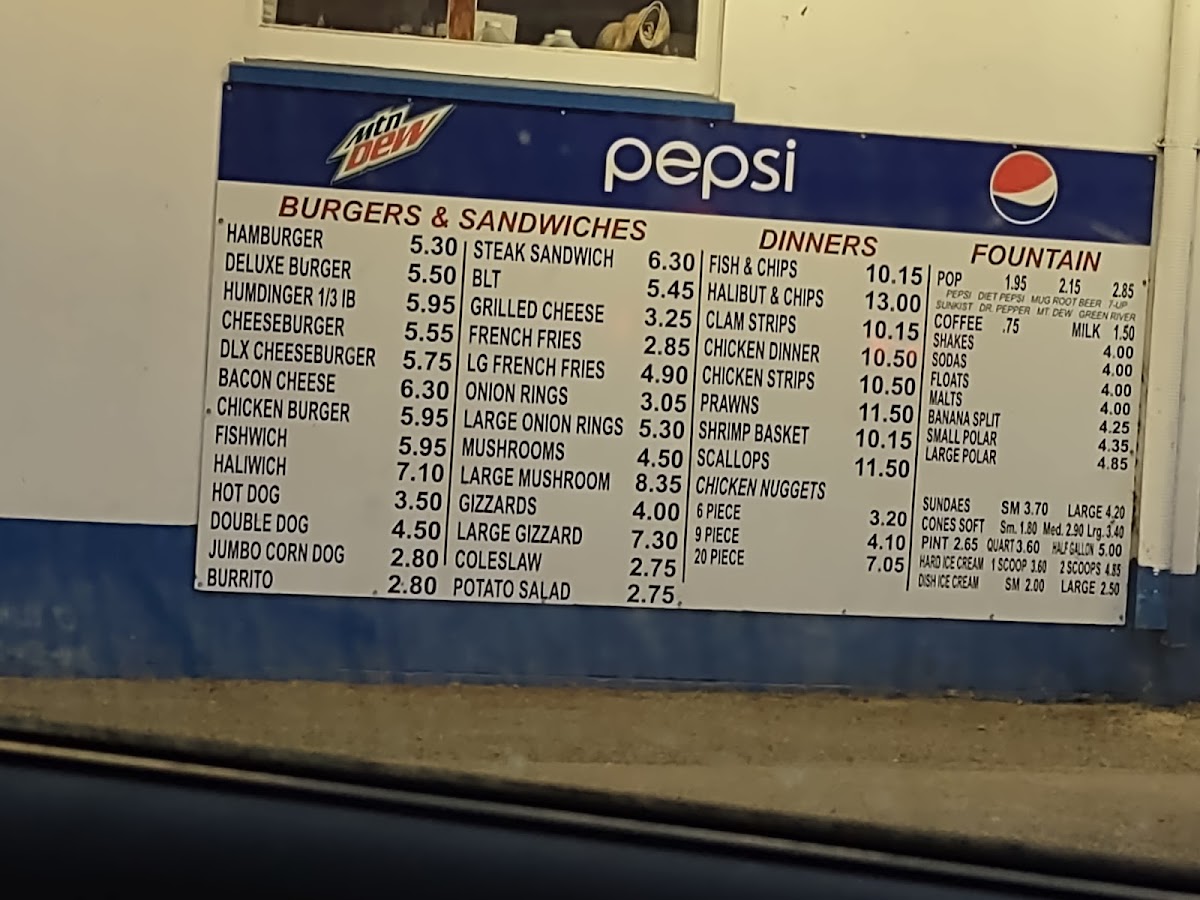 Mtn
DEW
pepsi
BURGERS & SANDWICHES
HAMBURGER 5.30
DELUXE BURGER 5.50
HUMDINGER 1/3 lB 5.95
CHEESEBURGER 5.55
DLX CHEESEBURGER 5.75
BACON CHEESE 6.30
CHICKEN BURGER 5.95
FISHWICH 5.95
HALIWICH 7.10
HOT DOG 3.50
DOUBLE DOG 4.50
JUMBO CORN DOG 2.80
BURRITO 2.80
STEAK SANDWICH 6.30
BLT 5.45
GRILLED CHEESE 3.25
FRENCH FRIES 2.85
LG FRENCH FRIES 4.90
ONION RINGS 3.05
LARGE ONION RINGS 5.30
MUSHROOMS 4.50
LARGE MUSHROOM 8.35
GIZZARDS 4.00
LARGE GIZZARD 7.30
COLESLAW 2.75
POTATO SALAD 2.75
DINNERS
FISH & CHIPS 10.15
HALIBUT & CHIPS 13.00
CLAM STRIPS 10.15
CHICKEN DINNER 10.50
CHICKEN STRIPS 10.50
PRAWNS 11.50
SHRIMP BASKET 10.15
SCALLOPS 11.50
CHICKEN NUGGETS
6 PIECE 3.20
9 PIECE 4.10
20 PIECE 7.05
FOUNTAIN
POP 1.95 2.15 2.85
PEPSI DIET PEPSI MUG ROOT BEER 7-UP
SUNKIST DR. PEPPER MT. DEW GREEN RIVER
COFFEE .75 MILK 1.50
SHAKES 4.00
SODAS 4.00
FLOATS 4.00
MALTS 4.00
BANANA SPLIT 4.25
SMALL POLAR 4.35
LARGE POLAR 4.85
SUNDAES SM 3.70 LARGE 4.20
CONES SOFT Sm. 1.80 Med. 2.90 Lrg. 3.40
PINT 2.65 QUART 3.60 HALF GALLON 5.00
HARD ICE CREAM 1 SCOOP 3.60 2 SCOOPS 4.85
DISH ICE CREAM SM 2.00 LARGE 2.50